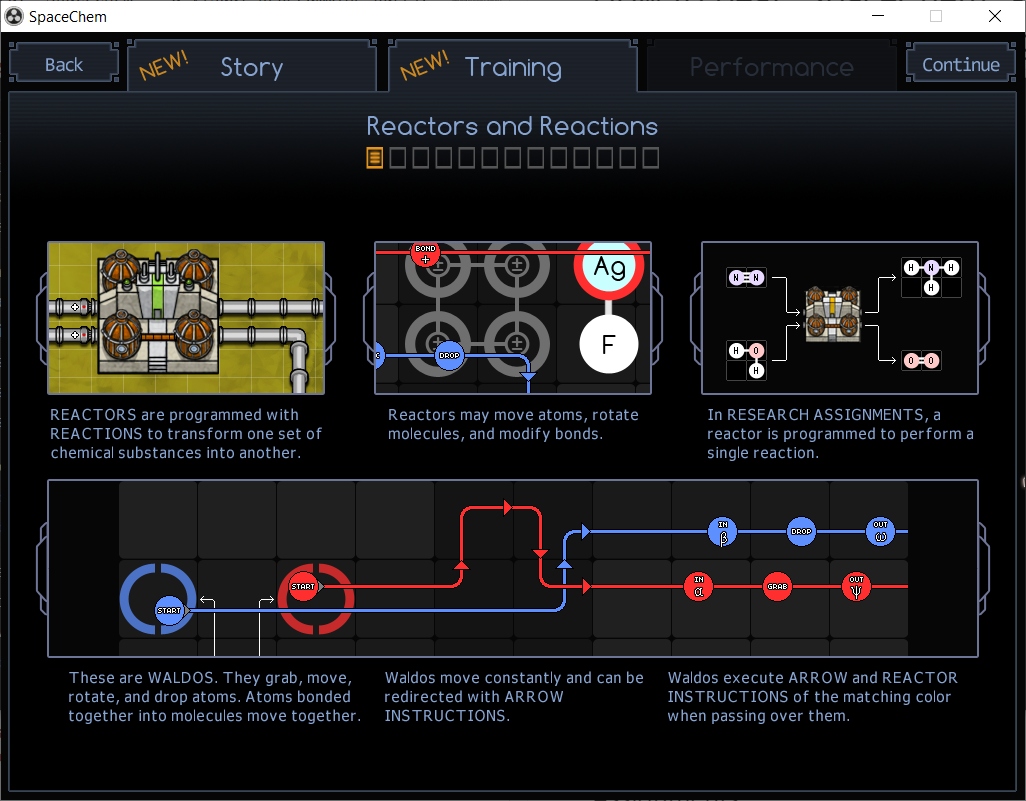 SpaceChem
Back
NEW! Story
NEW! Training
Performance
Continue
Reactors and Reactions
BOND
+
Ag
F
DROP
N N
H O
H
H N H
H
O O
REACTORS are programmed with
REACTIONS to transform one set of
chemical substances into another.
Reactors may move atoms, rotate
molecules, and modify bonds.
In RESEARCH ASSIGNMENTS, a
reactor is programmed to perform a
single reaction.
IN β
DROP
OUT ω
START
START
IN α
GRAB
OUT Ψ
These are WALDOS. They grab, move,
rotate, and drop atoms. Atoms bonded
together into molecules move together.
Waldos move constantly and can be
redirected with ARROW
INSTRUCTIONS.
Waldos execute ARROW and REACTOR
INSTRUCTIONS of the matching color
when passing over them.